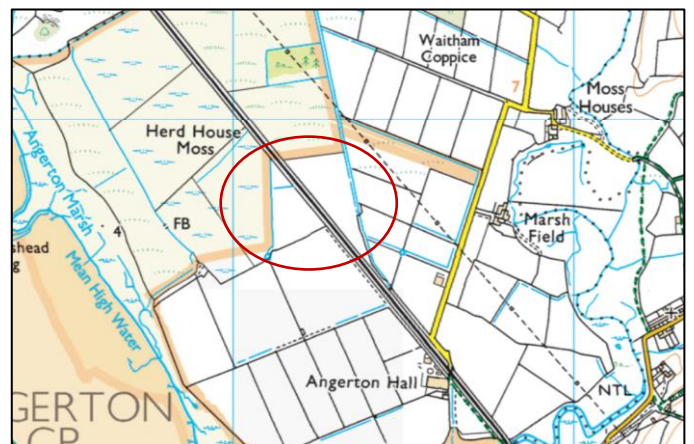 Waitham
Coppice
7
Moss
Houses
Herd House
Moss
Angerton Marsh
4
FB
Marsh
Field
shead
g
Mean High Water
Angerton Hall
NTL
GERTON
CP